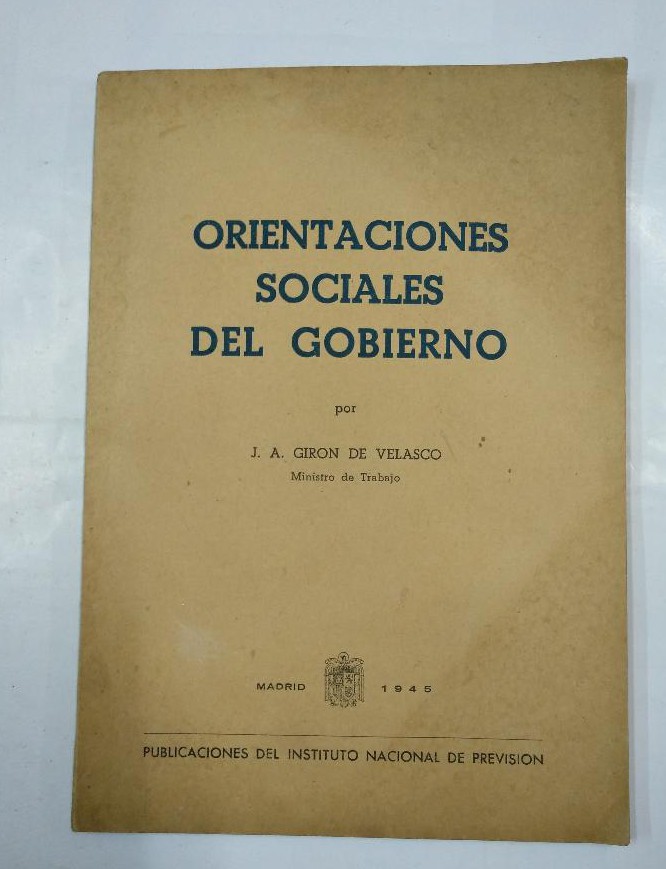 ORIENTACIONES
SOCIALES
DEL GOBIERNO
por
J. A. GIRON DE VELASCO
Ministro de Trabajo
MADRID 1945
PUBLICACIONES DEL INSTITUTO NACIONAL DE PREVISION